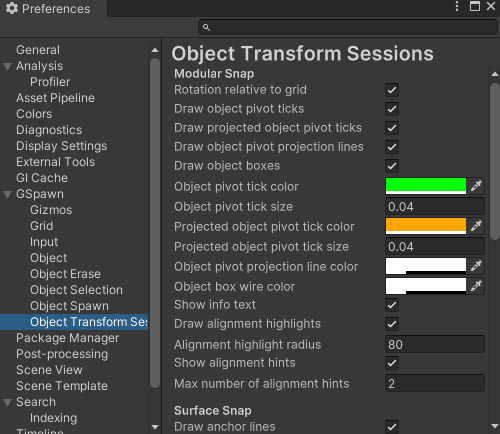 Preferences
General
Analysis
Profiler
Asset Pipeline
Colors
Diagnostics
Display Settings
External Tools
GI Cache
GSpawn
Gizmos
Grid
Input
Object
Object Erase
Object Selection
Object Spawn
Object Transform Ses
Package Manager
Post-processing
Scene View
Scene Template
Search
Indexing
Timeline
Object Transform Sessions
Modular Snap
Rotation relative to grid
Draw object pivot ticks
Draw projected object pivot ticks
Draw object pivot projection lines
Draw object boxes
Object pivot tick color
Object pivot tick size 0.04
Projected object pivot tick color
Projected object pivot tick size 0.04
Object pivot projection line color
Object box wire color
Show info text
Draw alignment highlights
Alignment highlight radius 80
Show alignment hints
Max number of alignment hints 2
Surface Snap
Draw anchor lines